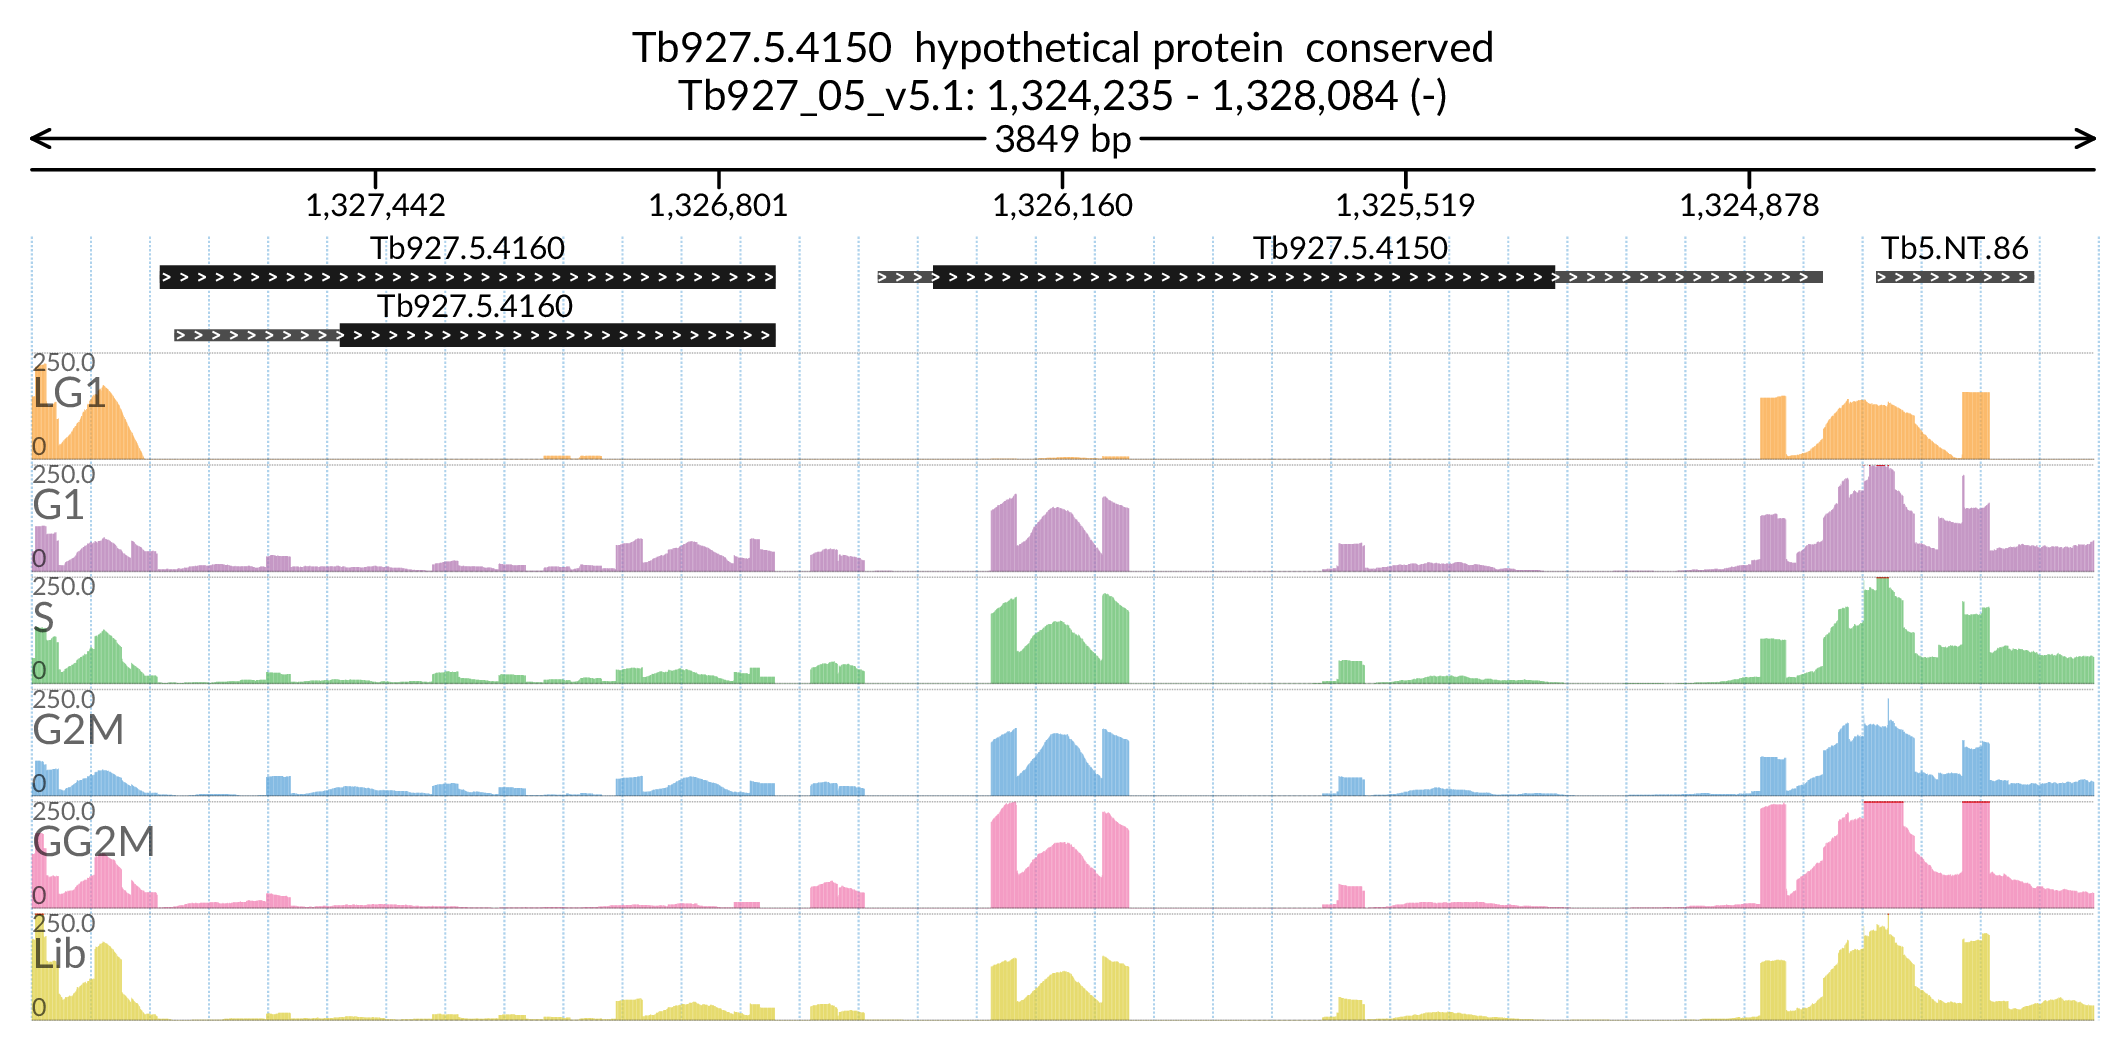 Tb927.5.4150  hypothetical protein  conserved
Tb927_05_v5.1: 1,324,235 - 1,328,084 (-)
3849 bp
1,327,442 1,326,801 1,326,160 1,325,519 1,324,878
Tb927.5.4160 Tb927.5.4150 Tb5.NT.86
Tb927.5.4160
250.0
LG1
0
250.0
G1
0
250.0
S
0
250.0
G2M
0
250.0
GG2M
0
250.0
Lib
0